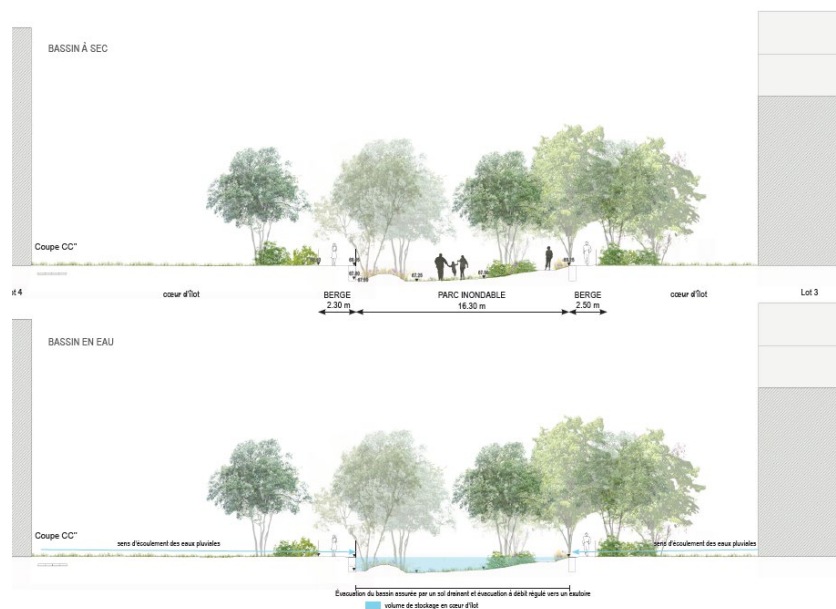 BASSIN À SEC
Coupe CC"
cœur d'îlot
BERGE
2.30 m
PARC INONDABLE
16.30 m
BERGE
2.50 m
cœur d'îlot
Lot 3
BASSIN EN EAU
Coupe CC"
sens d'écoulement des eaux pluviales
sens d'écoulement des eaux pluviales
Évacuation du bassin assurée par un sol drainant et évacuation à débit régulé vers un exutoire
volume de stockage en cœur d'îlot